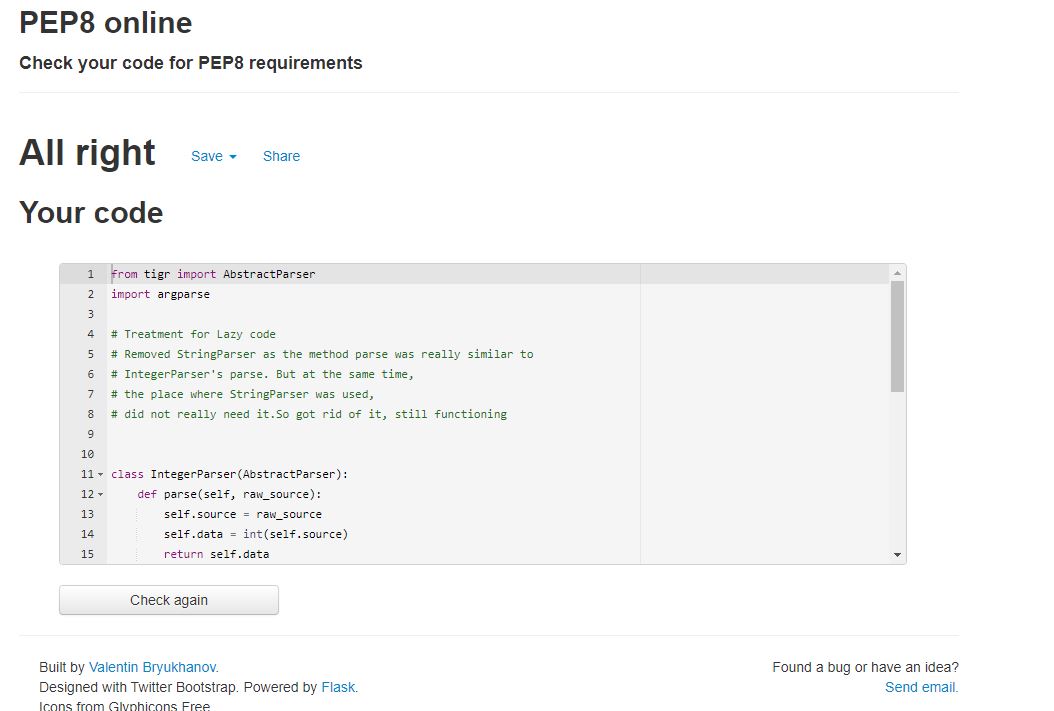 PEP8 online
Check your code for PEP8 requirements
All right Save Share
Your code
1 from tigr import AbstractParser
2 import argparse
3
4 # Treatment for Lazy code
5 # Removed StringParser as the method parse was really similar to
6 # IntegerParser's parse. But at the same time,
7 # the place where StringParser was used,
8 # did not really need it.So got rid of it, still functioning
9
10
11 class IntegerParser(AbstractParser):
12     def parse(self, raw_source):
13         self.source = raw_source
14         self.data = int(self.source)
15         return self.data
Check again
Built by Valentin Bryukhanov. Found a bug or have an idea?
Designed with Twitter Bootstrap. Powered by Flask. Send email.
Icons from Glyphicons Free